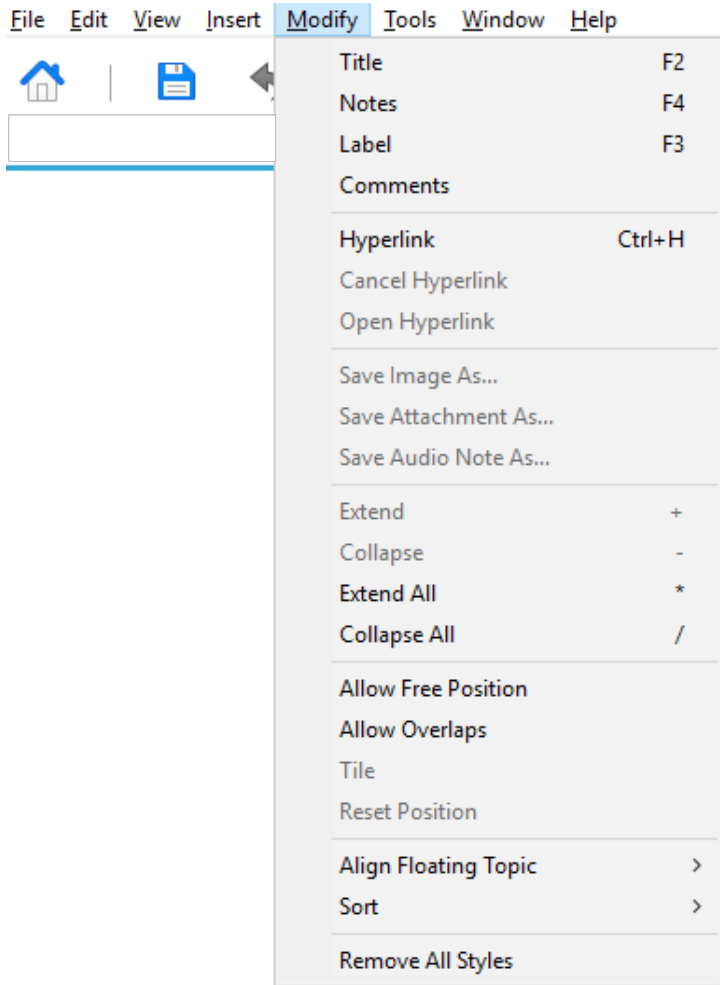 File Edit View Insert Modify Tools Window Help
Title F2
Notes F4
Label F3
Comments
Hyperlink Ctrl+H
Cancel Hyperlink
Open Hyperlink
Save Image As...
Save Attachment As...
Save Audio Note As...
Extend +
Collapse -
Extend All *
Collapse All /
Allow Free Position
Allow Overlaps
Tile
Reset Position
Align Floating Topic >
Sort >
Remove All Styles